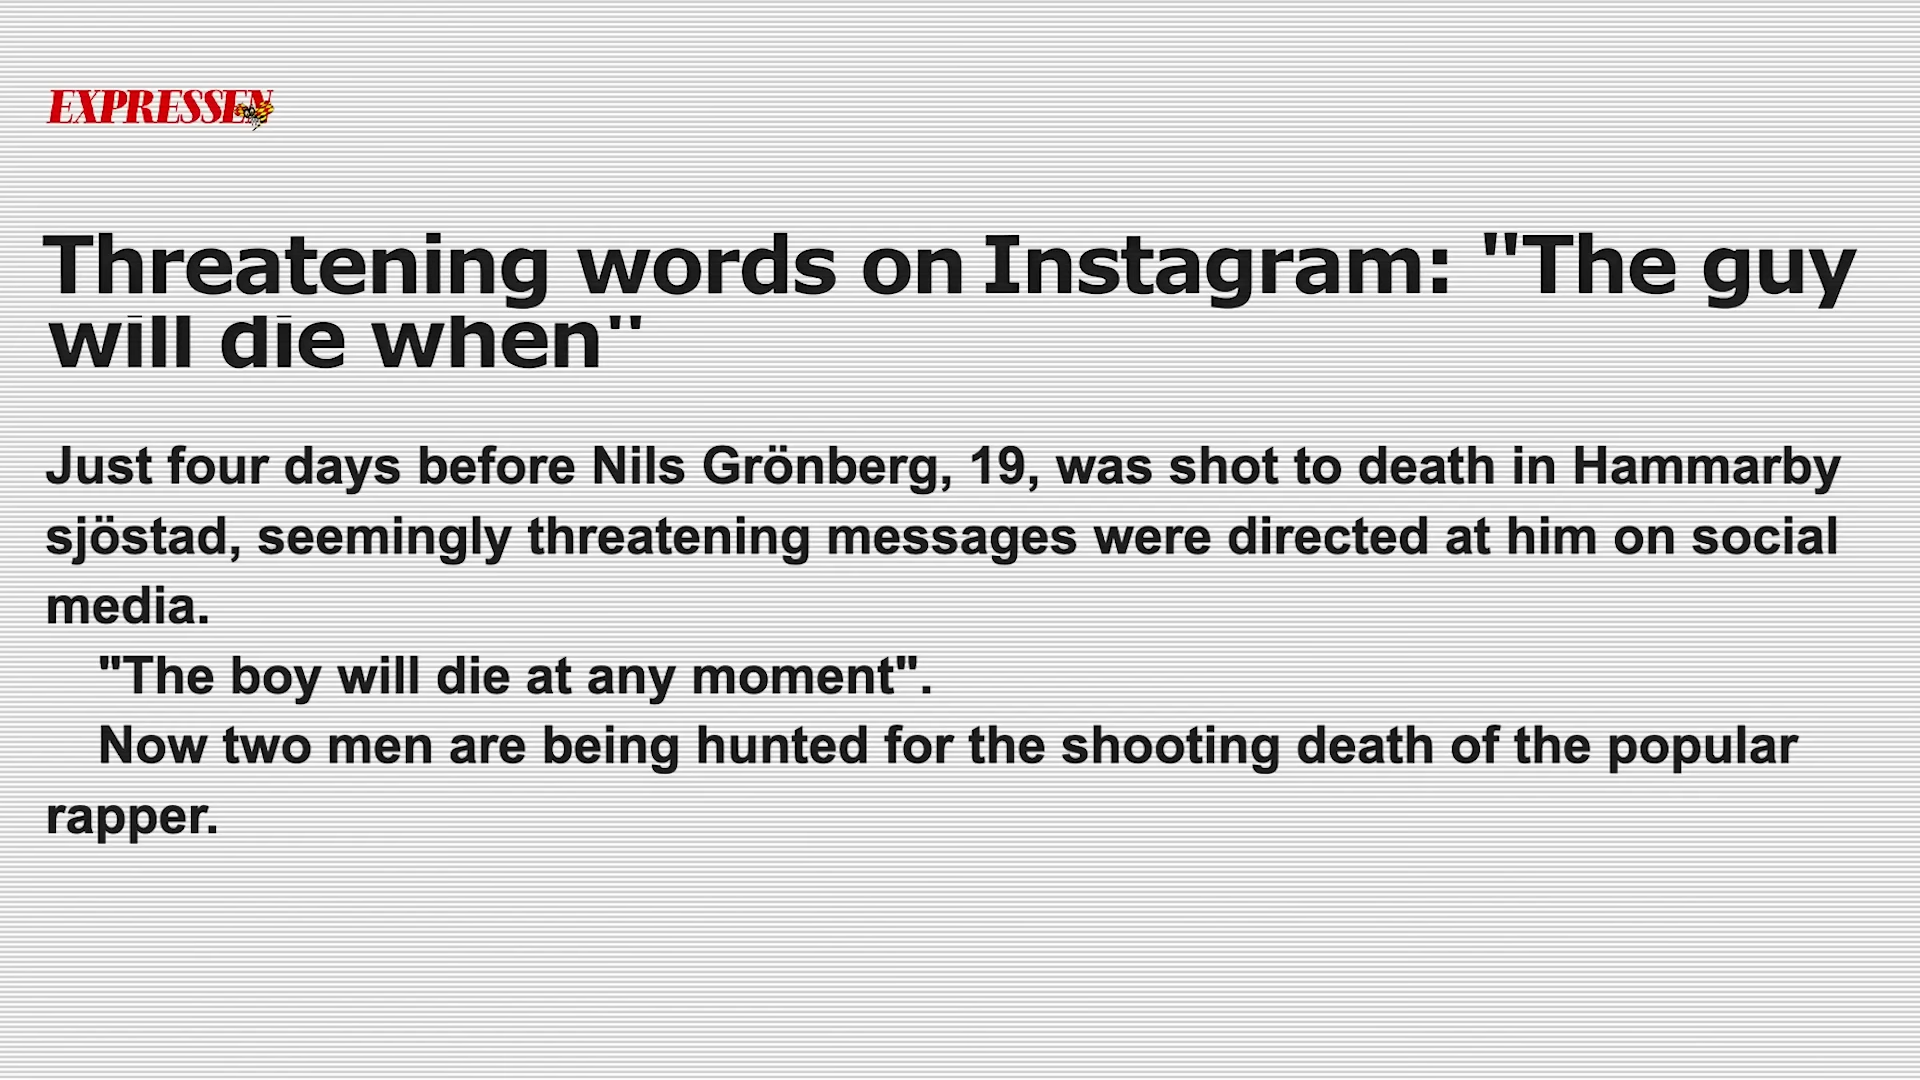 EXPRESSEN
Threatening words on Instagram: "The guy
will die when"
Just four days before Nils Grönberg, 19, was shot to death in Hammarby
sjöstad, seemingly threatening messages were directed at him on social
media.
"The boy will die at any moment".
Now two men are being hunted for the shooting death of the popular
rapper.